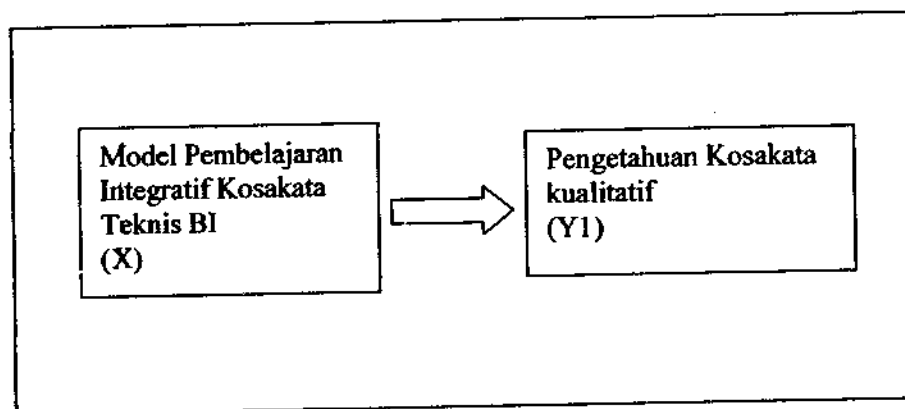 Model Pembelajaran
Integratif Kosakata
Teknis BI
(X)
Pengetahuan Kosakata
kualitatif
(Y1)